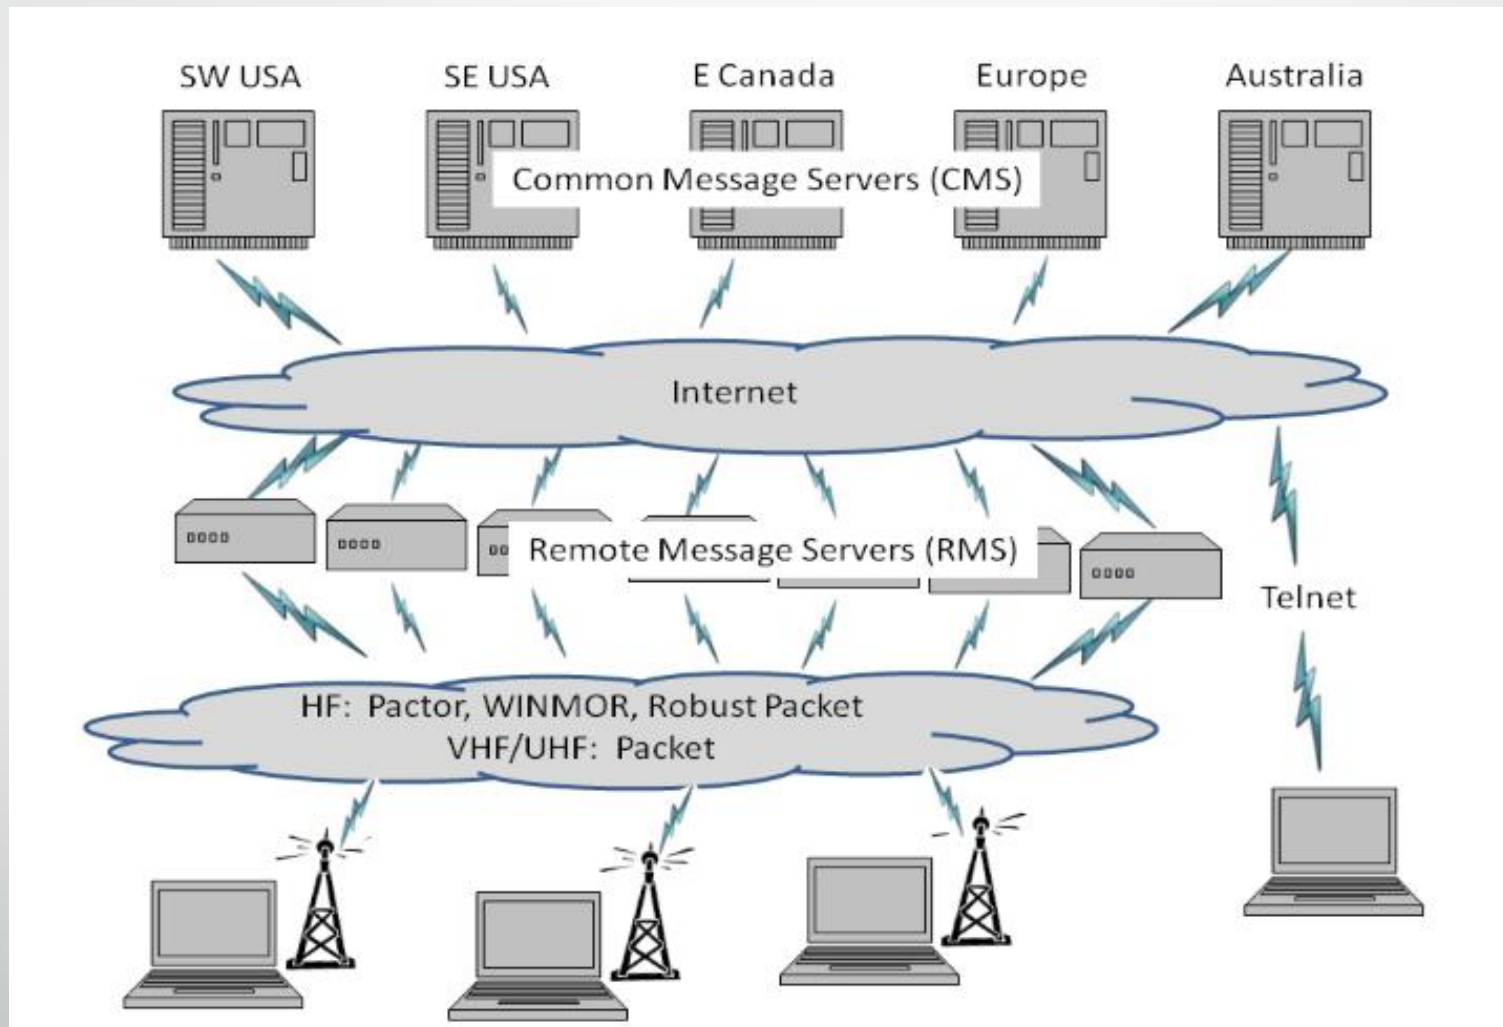 SW USA
SE USA
E Canada
Europe
Australia
Common Message Servers (CMS)
Internet
Remote Message Servers (RMS)
Telnet
HF: Pactor, WINMOR, Robust Packet
VHF/UHF: Packet